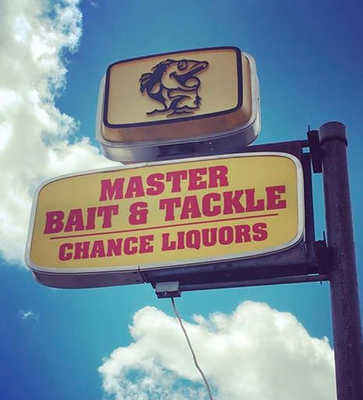 MASTER
BAIT & TACKLE
CHANCE LIQUORS